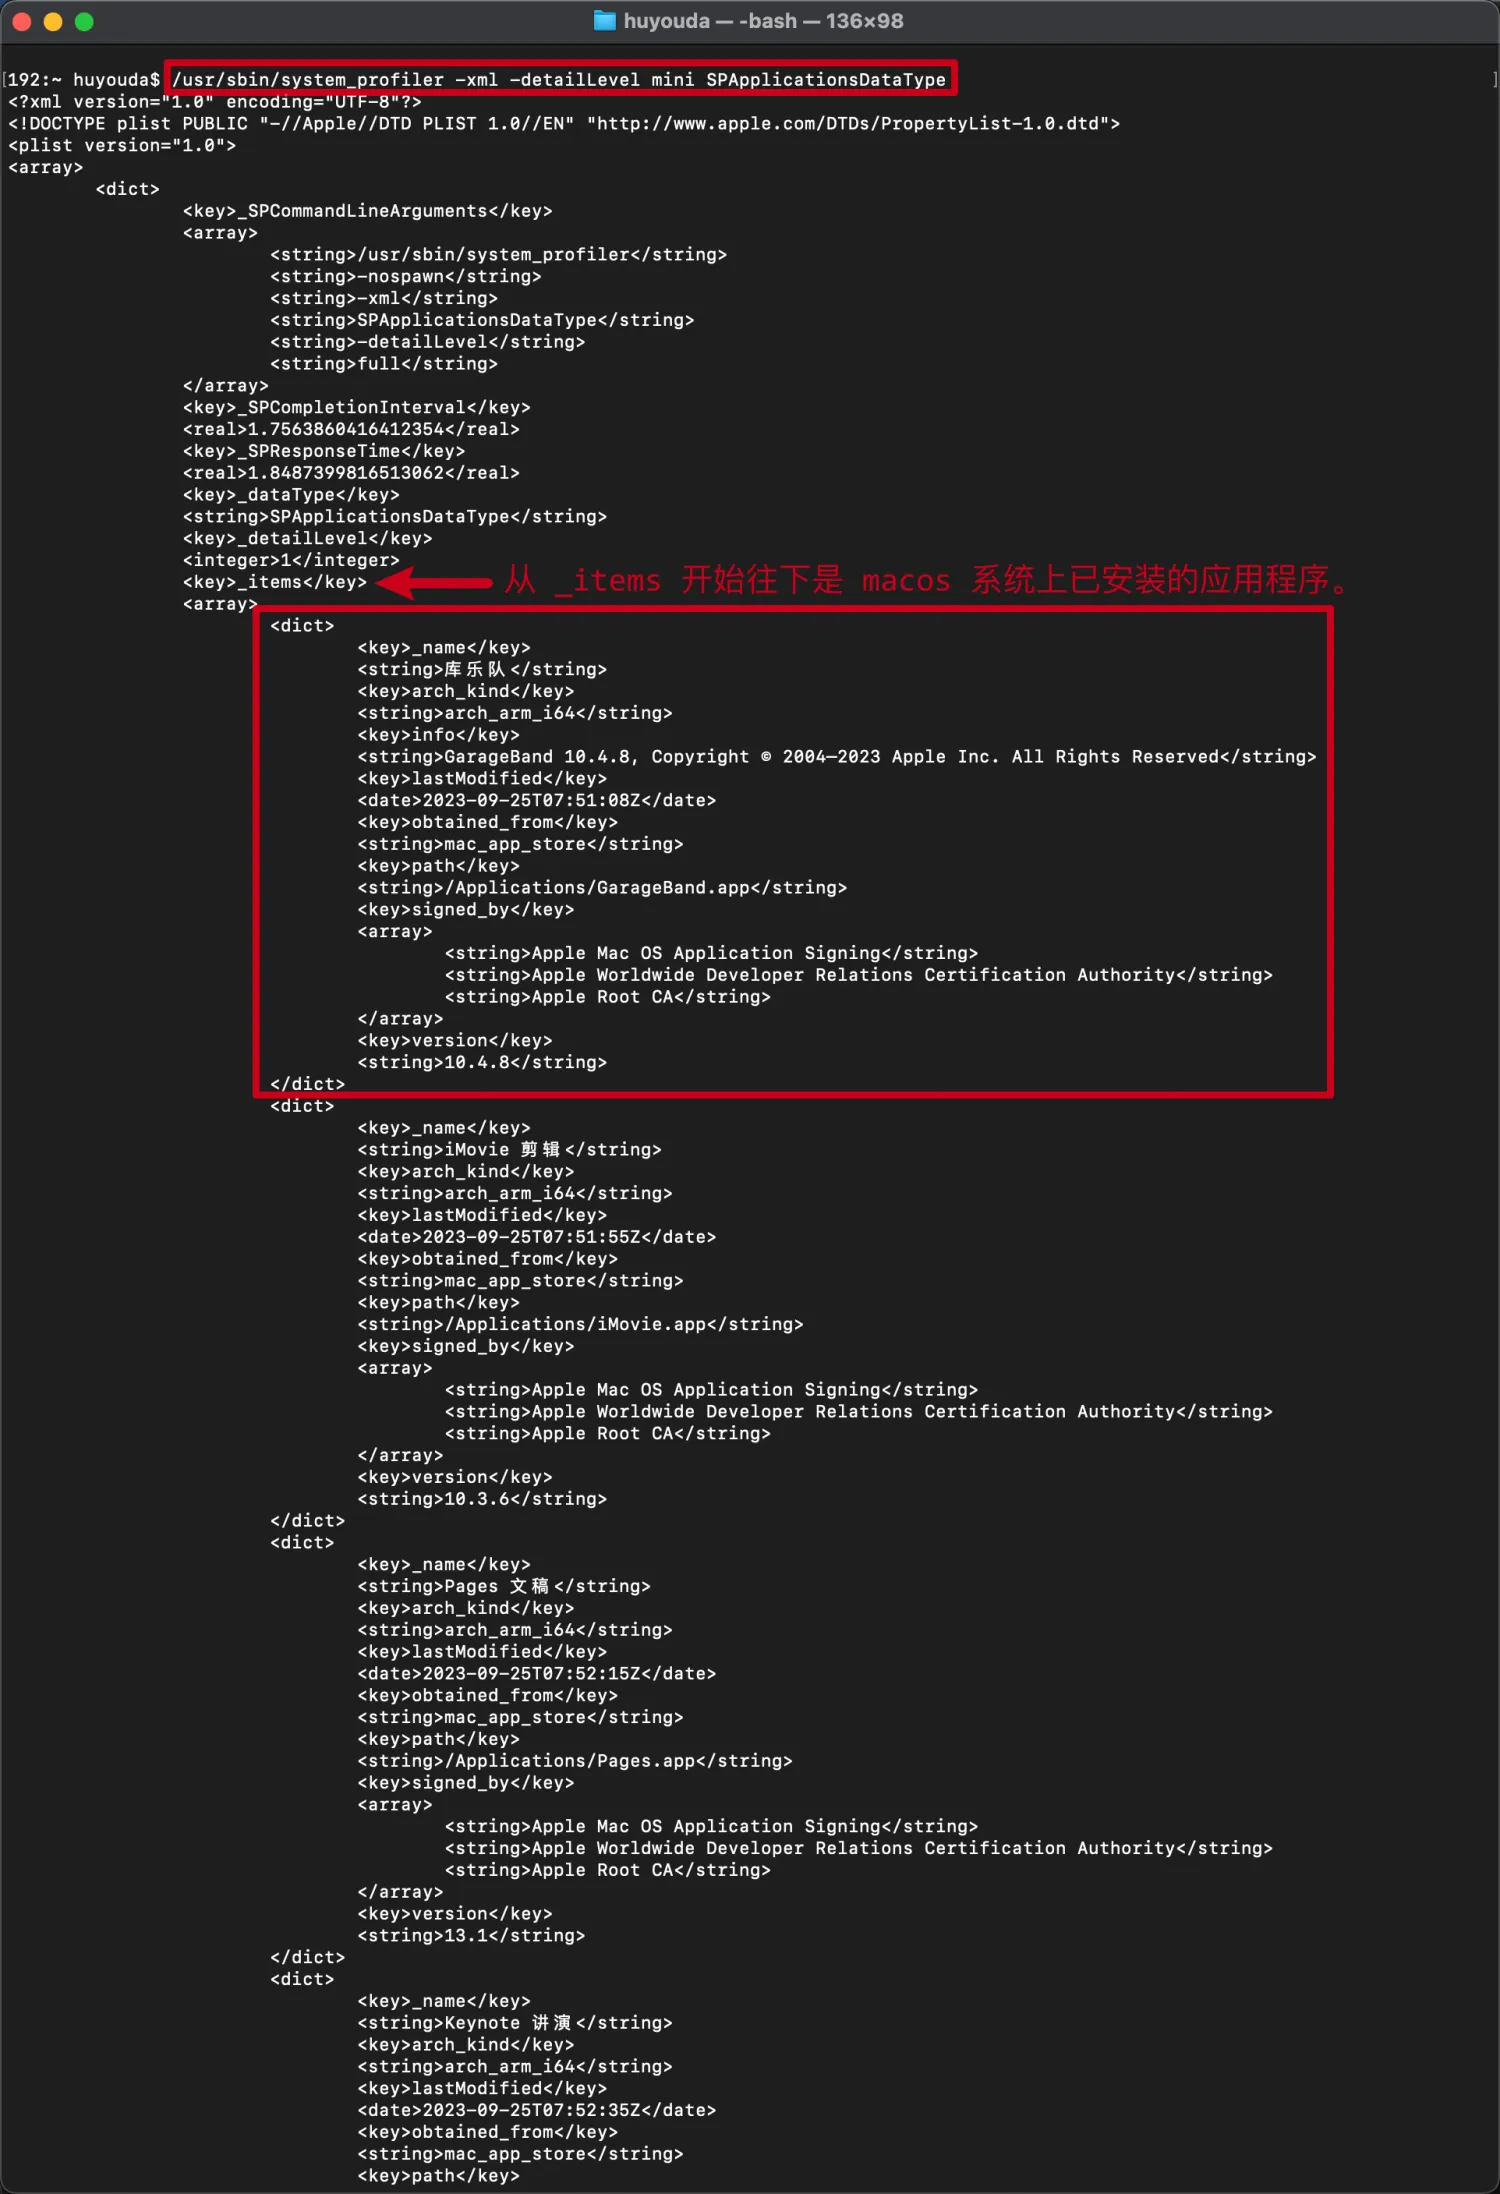 huyouda — -bash — 136×98
[192:~ huyouda$ /usr/sbin/system_profiler -xml -detailLevel mini SPApplicationsDataType ]
<?xml version="1.0" encoding="UTF-8"?>
<!DOCTYPE plist PUBLIC "-//Apple//DTD PLIST 1.0//EN" "http://www.apple.com/DTDs/PropertyList-1.0.dtd">
<plist version="1.0">
<array>
<dict>
<key>_SPCommandLineArguments</key>
<array>
<string>/usr/sbin/system_profiler</string>
<string>-nospawn</string>
<string>-xml</string>
<string>SPApplicationsDataType</string>
<string>-detailLevel</string>
<string>full</string>
</array>
<key>_SPCompletionInterval</key>
<real>1.7563860416412354</real>
<key>_SPResponseTime</key>
<real>1.8487399816513062</real>
<key>_dataType</key>
<string>SPApplicationsDataType</string>
<key>_detailLevel</key>
<integer>1</integer>
<key>_items</key> 从 _items 开始往下是 macos 系统上已安装的应用程序。
<array>
<dict>
<key>_name</key>
<string>库乐队</string>
<key>arch_kind</key>
<string>arch_arm_i64</string>
<key>info</key>
<string>GarageBand 10.4.8, Copyright © 2004–2023 Apple Inc. All Rights Reserved</string>
<key>lastModified</key>
<date>2023-09-25T07:51:08Z</date>
<key>obtained_from</key>
<string>mac_app_store</string>
<key>path</key>
<string>/Applications/GarageBand.app</string>
<key>signed_by</key>
<array>
<string>Apple Mac OS Application Signing</string>
<string>Apple Worldwide Developer Relations Certification Authority</string>
<string>Apple Root CA</string>
</array>
<key>version</key>
<string>10.4.8</string>
</dict>
<dict>
<key>_name</key>
<string>iMovie 剪辑</string>
<key>arch_kind</key>
<string>arch_arm_i64</string>
<key>lastModified</key>
<date>2023-09-25T07:51:55Z</date>
<key>obtained_from</key>
<string>mac_app_store</string>
<key>path</key>
<string>/Applications/iMovie.app</string>
<key>signed_by</key>
<array>
<string>Apple Mac OS Application Signing</string>
<string>Apple Worldwide Developer Relations Certification Authority</string>
<string>Apple Root CA</string>
</array>
<key>version</key>
<string>10.3.6</string>
</dict>
<dict>
<key>_name</key>
<string>Pages 文稿</string>
<key>arch_kind</key>
<string>arch_arm_i64</string>
<key>lastModified</key>
<date>2023-09-25T07:52:15Z</date>
<key>obtained_from</key>
<string>mac_app_store</string>
<key>path</key>
<string>/Applications/Pages.app</string>
<key>signed_by</key>
<array>
<string>Apple Mac OS Application Signing</string>
<string>Apple Worldwide Developer Relations Certification Authority</string>
<string>Apple Root CA</string>
</array>
<key>version</key>
<string>13.1</string>
</dict>
<dict>
<key>_name</key>
<string>Keynote 讲演</string>
<key>arch_kind</key>
<string>arch_arm_i64</string>
<key>lastModified</key>
<date>2023-09-25T07:52:35Z</date>
<key>obtained_from</key>
<string>mac_app_store</string>
<key>path</key>